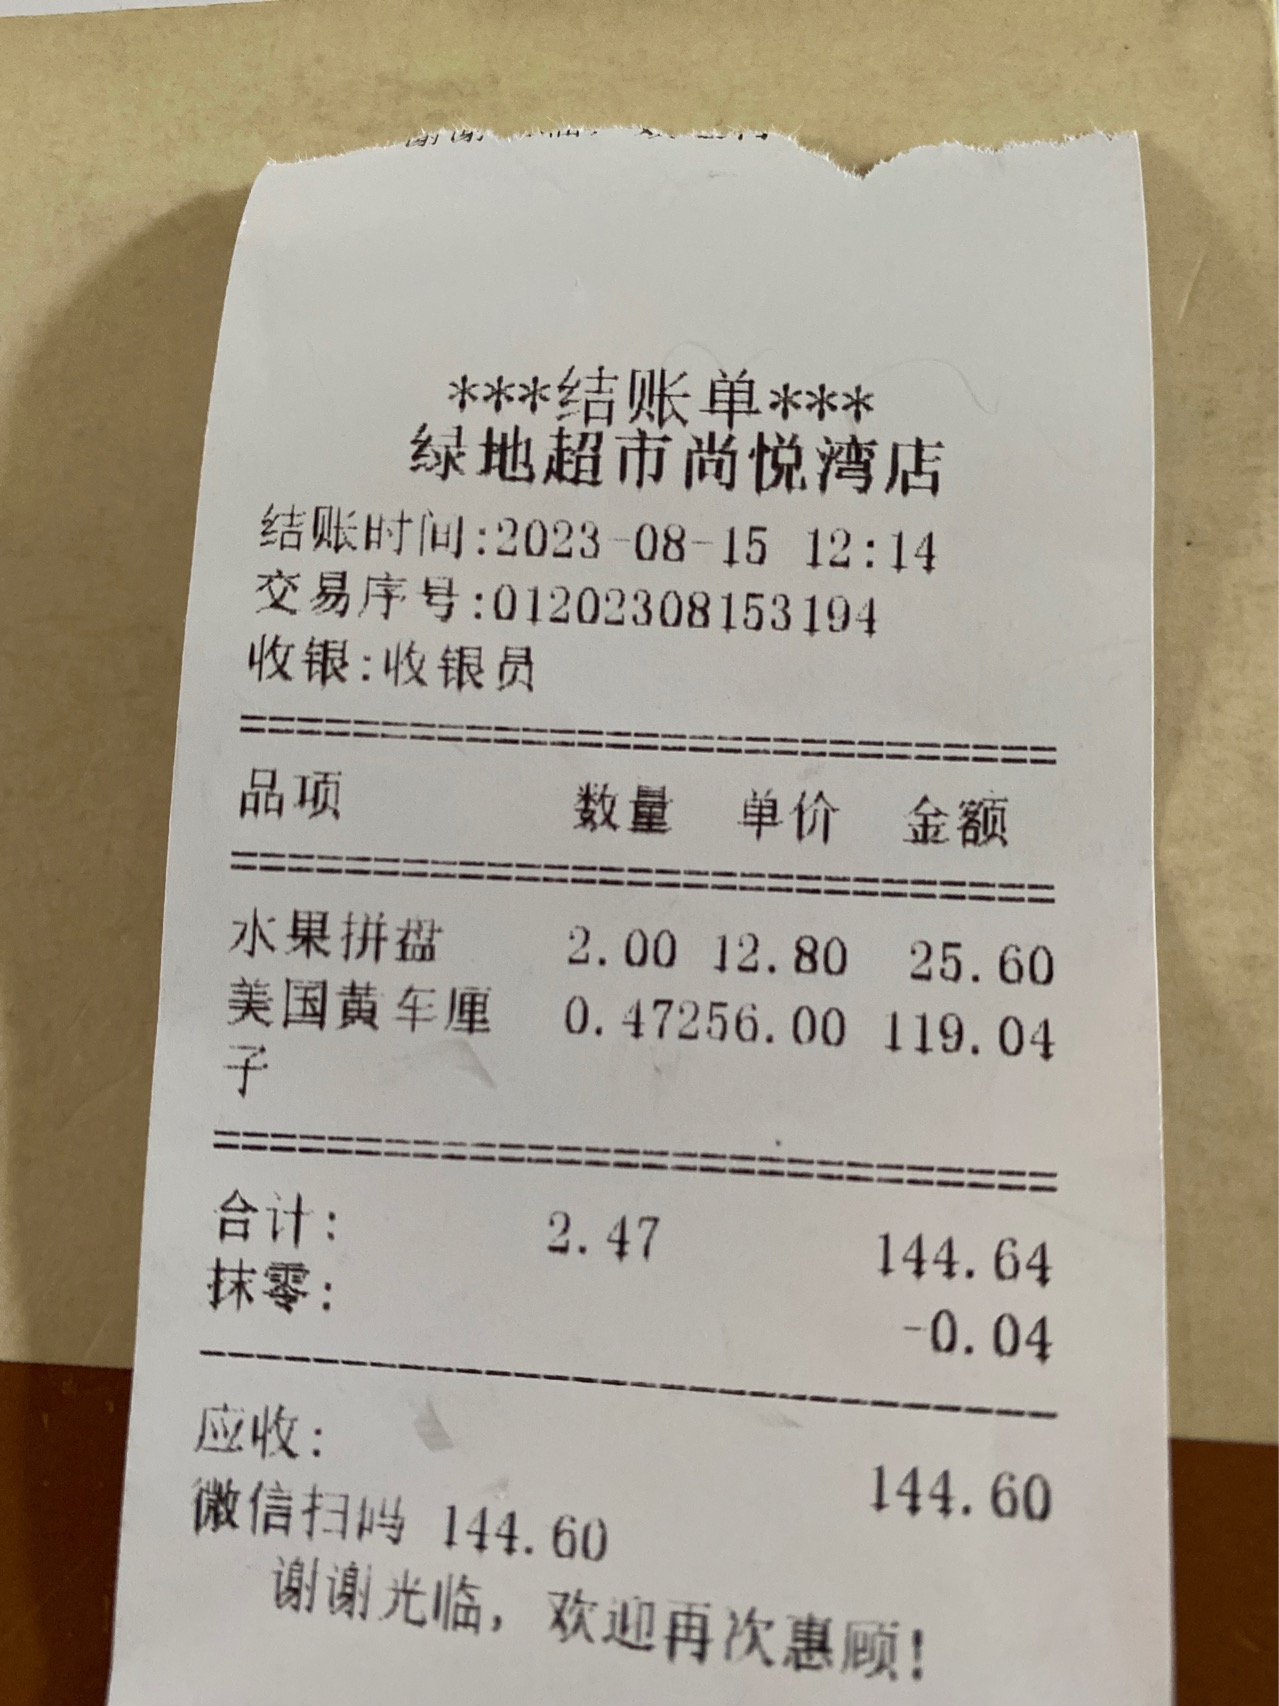 ***结账单***
绿地超市尚悦湾店
结账时间:2023-08-15 12:14
交易序号:01202308153194
收银:收银员
==============================
品项 数量 单价 金额
==============================
水果拼盘 2.00 12.80 25.60
美国黄车厘 0.47256.00 119.04
子
==============================
合计: 2.47 144.64
抹零: -0.04
------------------------------
应收: 144.60
微信扫码 144.60
谢谢光临, 欢迎再次惠顾!